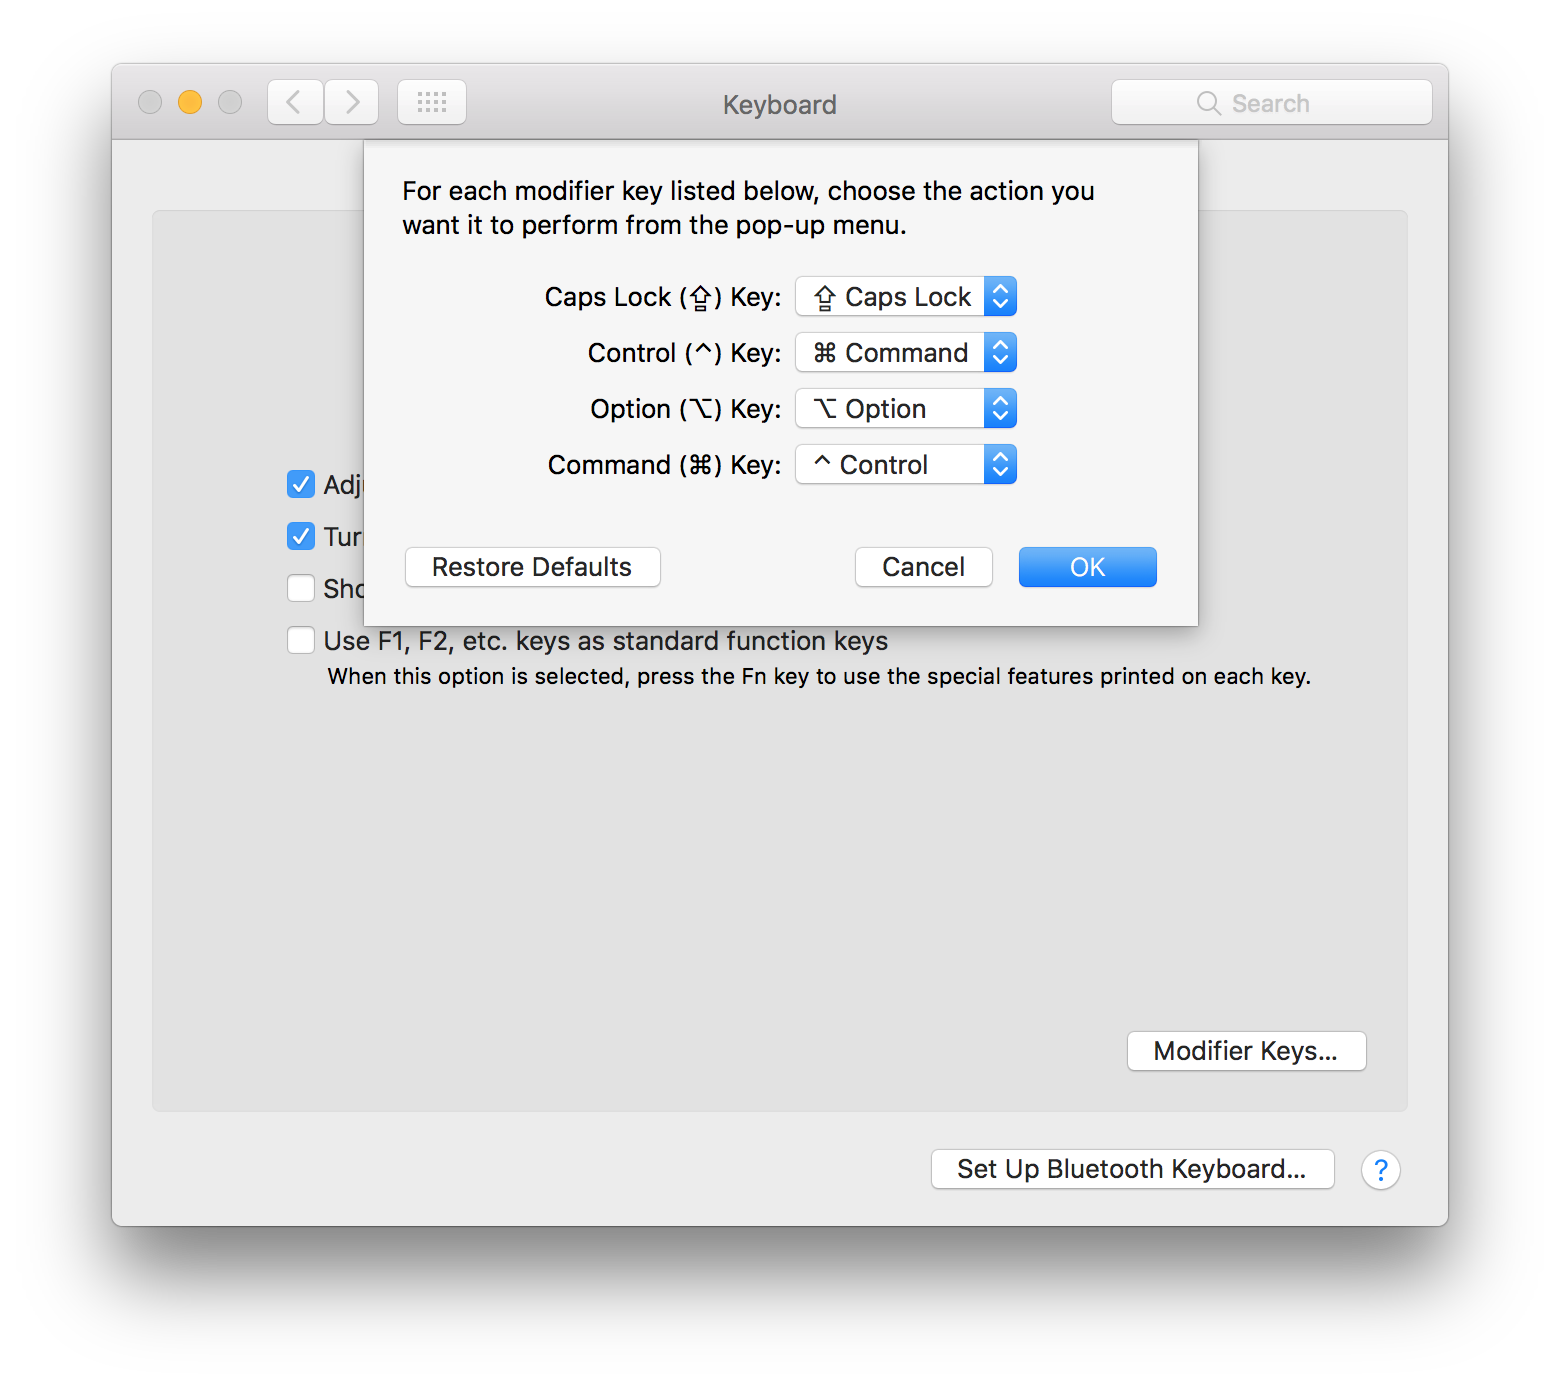 Keyboard
Search
For each modifier key listed below, choose the action you
want it to perform from the pop-up menu.
Caps Lock (⇪) Key: ⇪ Caps Lock
Control (^) Key: ⌘ Command
Option (⌥) Key: ⌥ Option
Command (⌘) Key: ^ Control
Restore Defaults Cancel OK
Use F1, F2, etc. keys as standard function keys
When this option is selected, press the Fn key to use the special features printed on each key.
Modifier Keys...
Set Up Bluetooth Keyboard... ?